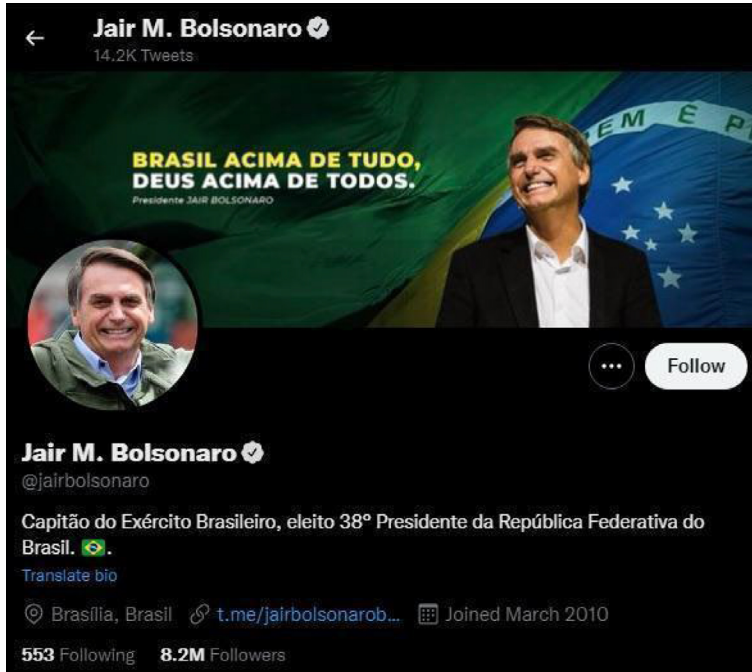 Jair M. Bolsonaro
14.2K Tweets
EM É P
BRASIL ACIMA DE TUDO,
DEUS ACIMA DE TODOS.
Presidente JAIR BOLSONARO
Follow
Jair M. Bolsonaro
@jairbolsonaro
Capitão do Exército Brasileiro, eleito 38º Presidente da República Federativa do
Brasil. 🇧🇷.
Translate bio
Brasília, Brasil t.me/jairbolsonarob... Joined March 2010
553 Following 8.2M Followers